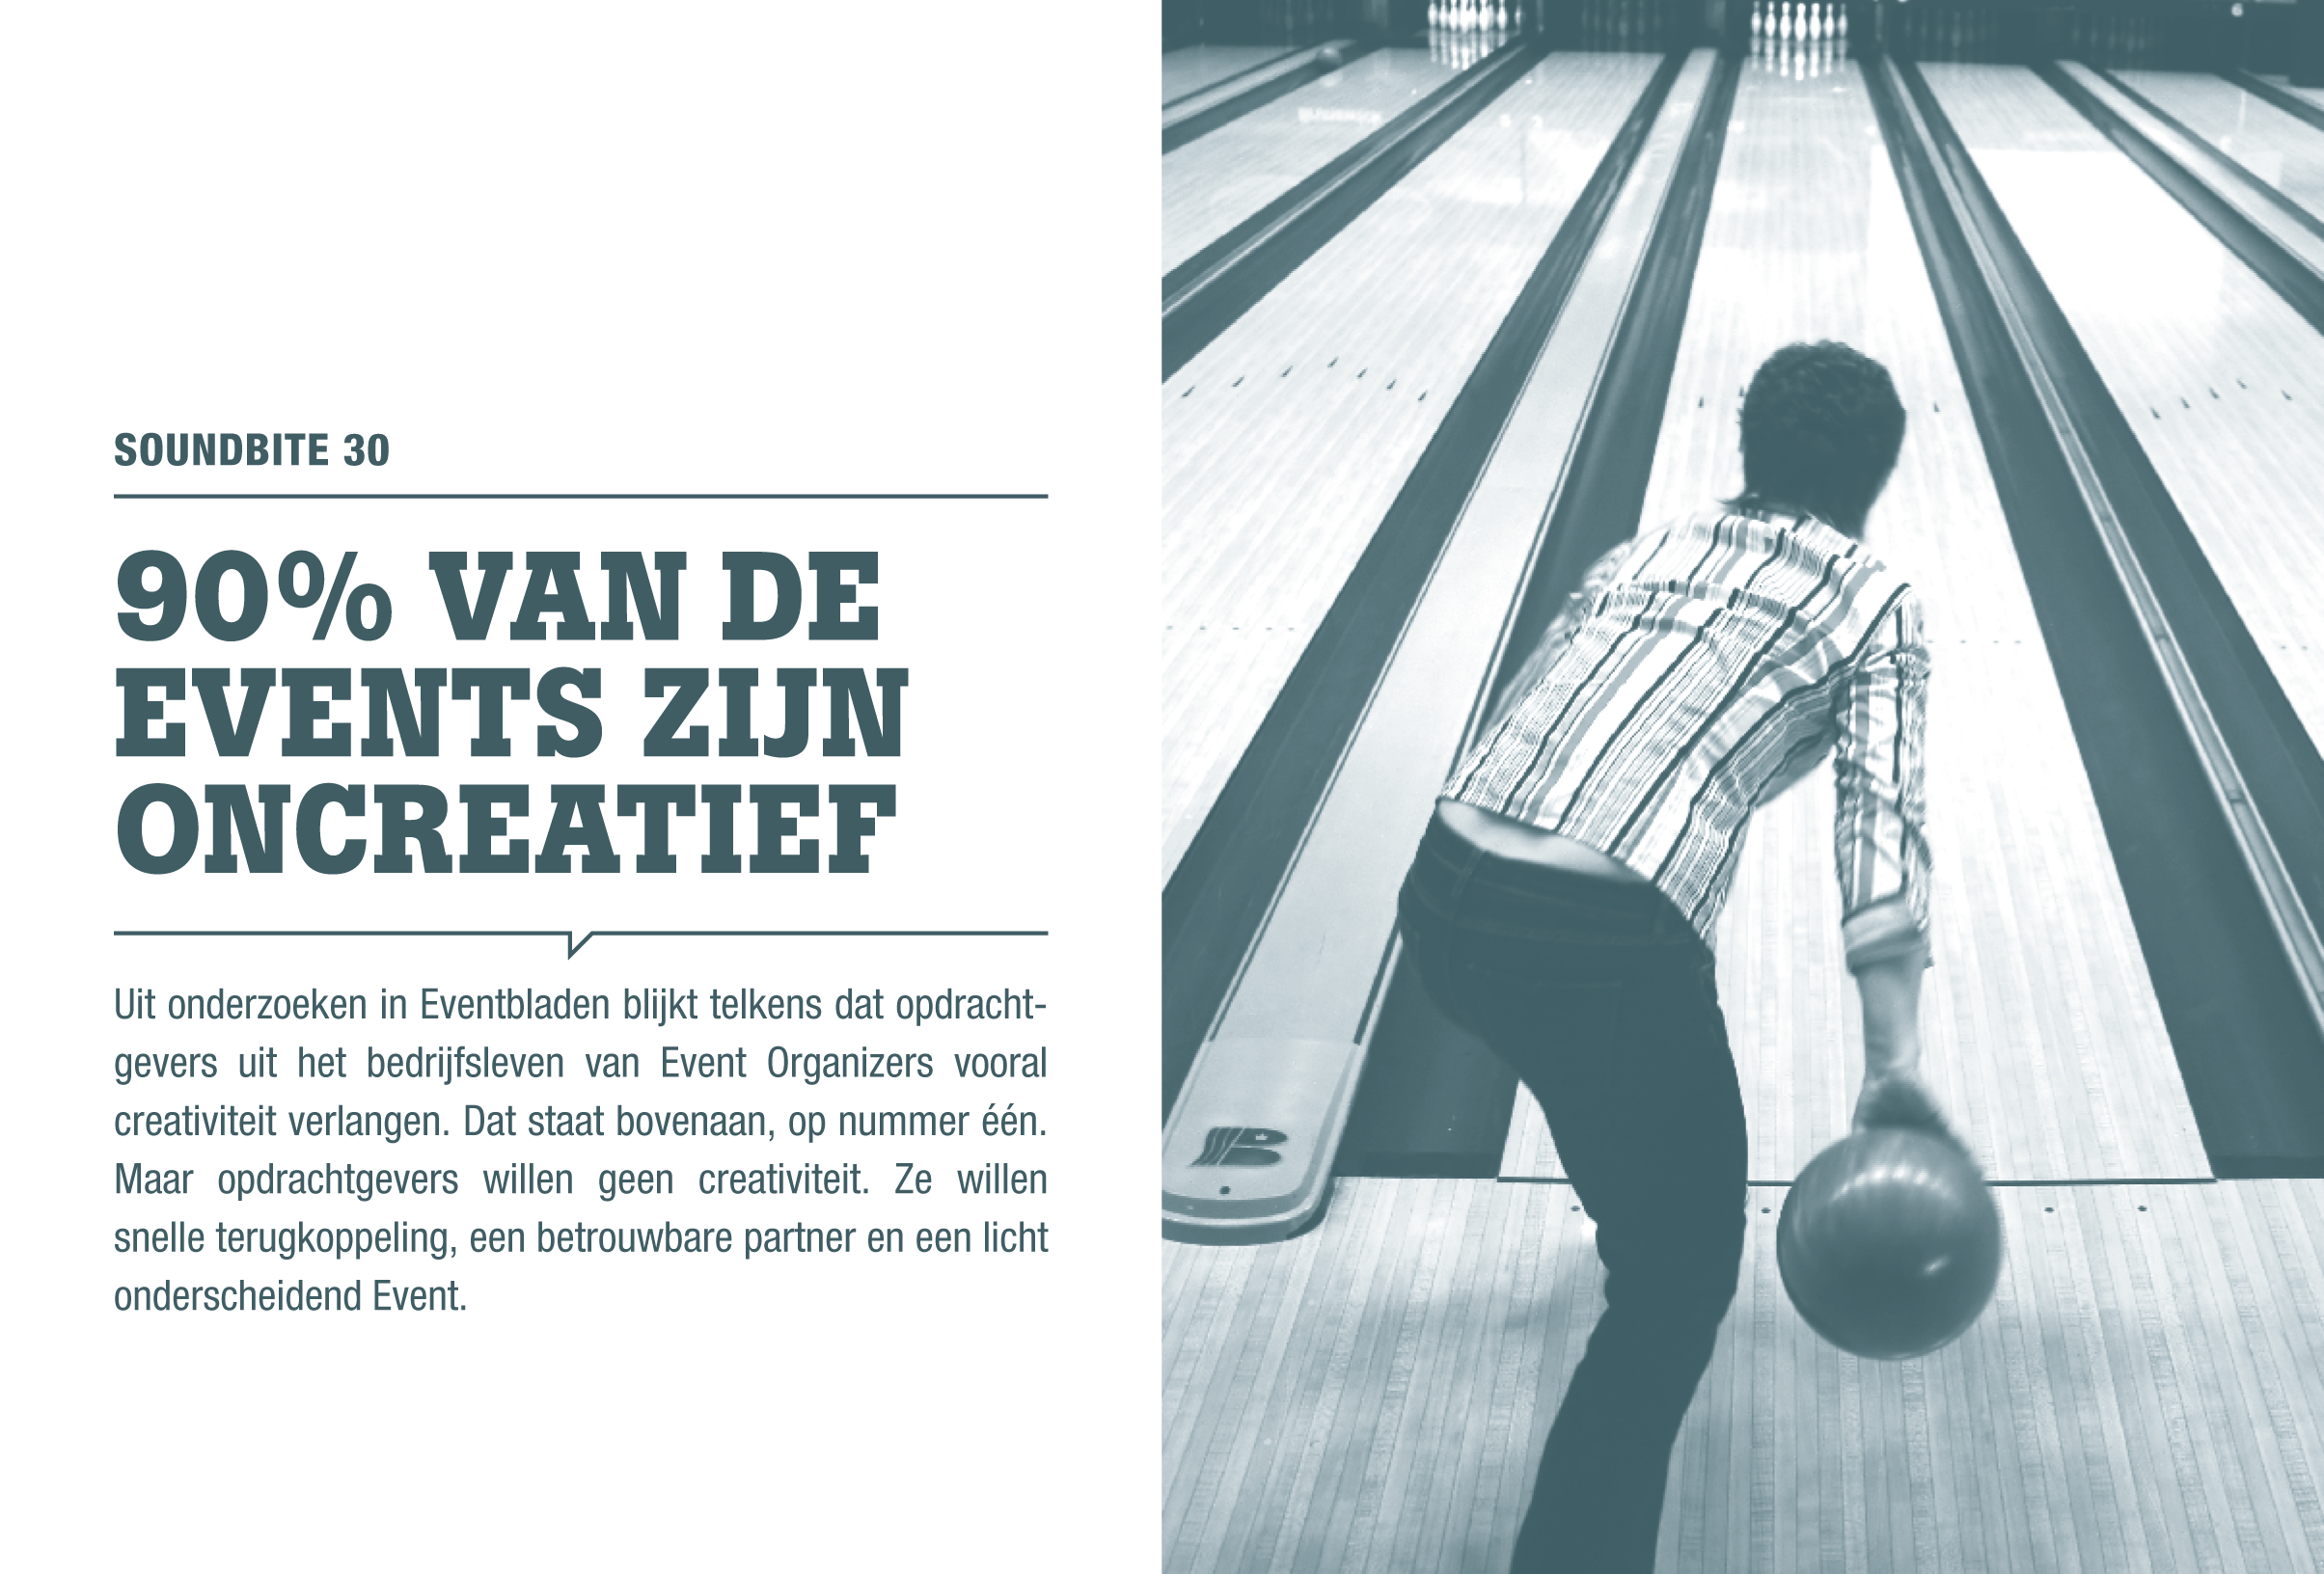 SOUNDBITE 30
90% VAN DE
EVENTS ZIJN
ONCREATIEF
Uit onderzoeken in Eventbladen blijkt telkens dat opdracht-
gevers uit het bedrijfsleven van Event Organizers vooral
creativiteit verlangen. Dat staat bovenaan, op nummer één.
Maar opdrachtgevers willen geen creativiteit. Ze willen
snelle terugkoppeling, een betrouwbare partner en een licht
onderscheidend Event.